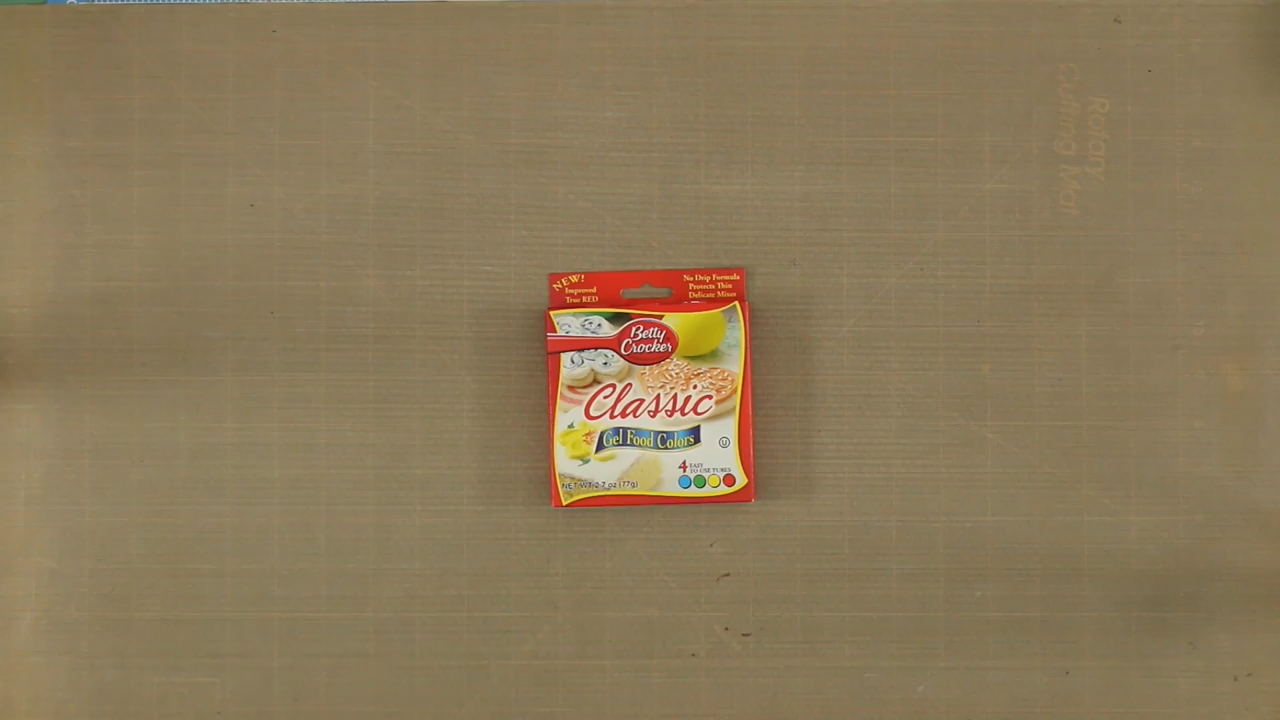 Rotary
Cutting Mat
NEW!
Improved
True RED
No Drip Formula
Protects Thin
Delicate Mixes
Betty
Crocker
Classic
Gel Food Colors
U
4 EASY
TO USE TUBES
NET WT 2.7 oz (77g)